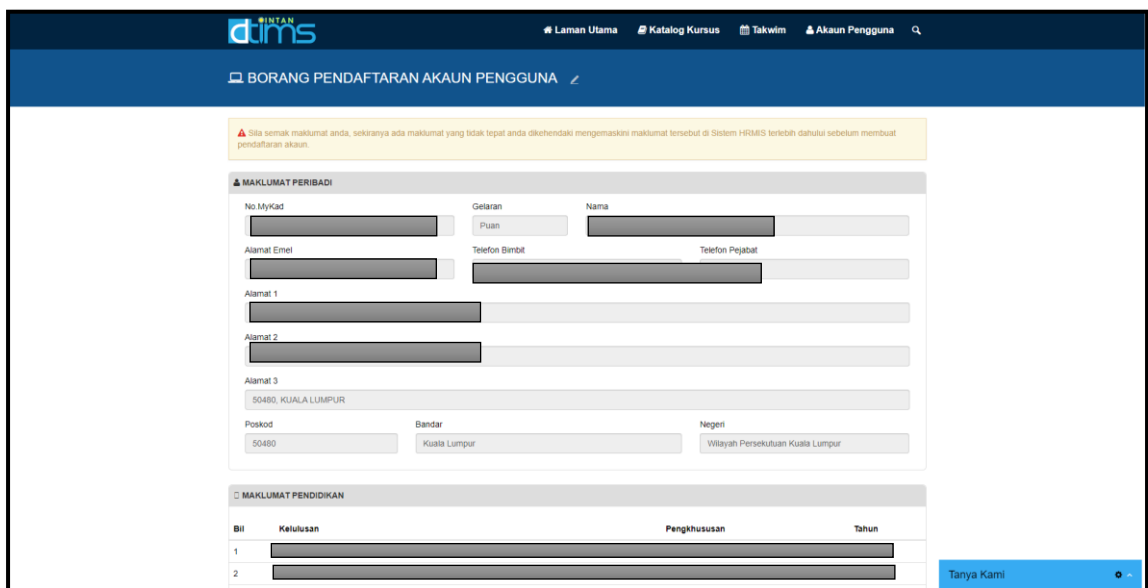 INTAN
dtims
Laman Utama Katalog Kursus Takwim Akaun Pengguna
BORANG PENDAFTARAN AKAUN PENGGUNA
Sila semak maklumat anda, sekiranya ada maklumat yang tidak tepat anda dikehendaki mengemaskini maklumat tersebut di Sistem HRMIS terlebih dahulu sebelum membuat
pendaftaran akaun.
MAKLUMAT PERIBADI
No.MyKad Gelaran Nama
Puan
Alamat Emel Telefon Bimbit Telefon Pejabat
Alamat 1
Alamat 2
Alamat 3
50480, KUALA LUMPUR
Poskod Bandar Negeri
50480 Kuala Lumpur Wilayah Persekutuan Kuala Lumpur
MAKLUMAT PENDIDIKAN
Bil Kelulusan Pengkhususan Tahun
1
2
Tanya Kami